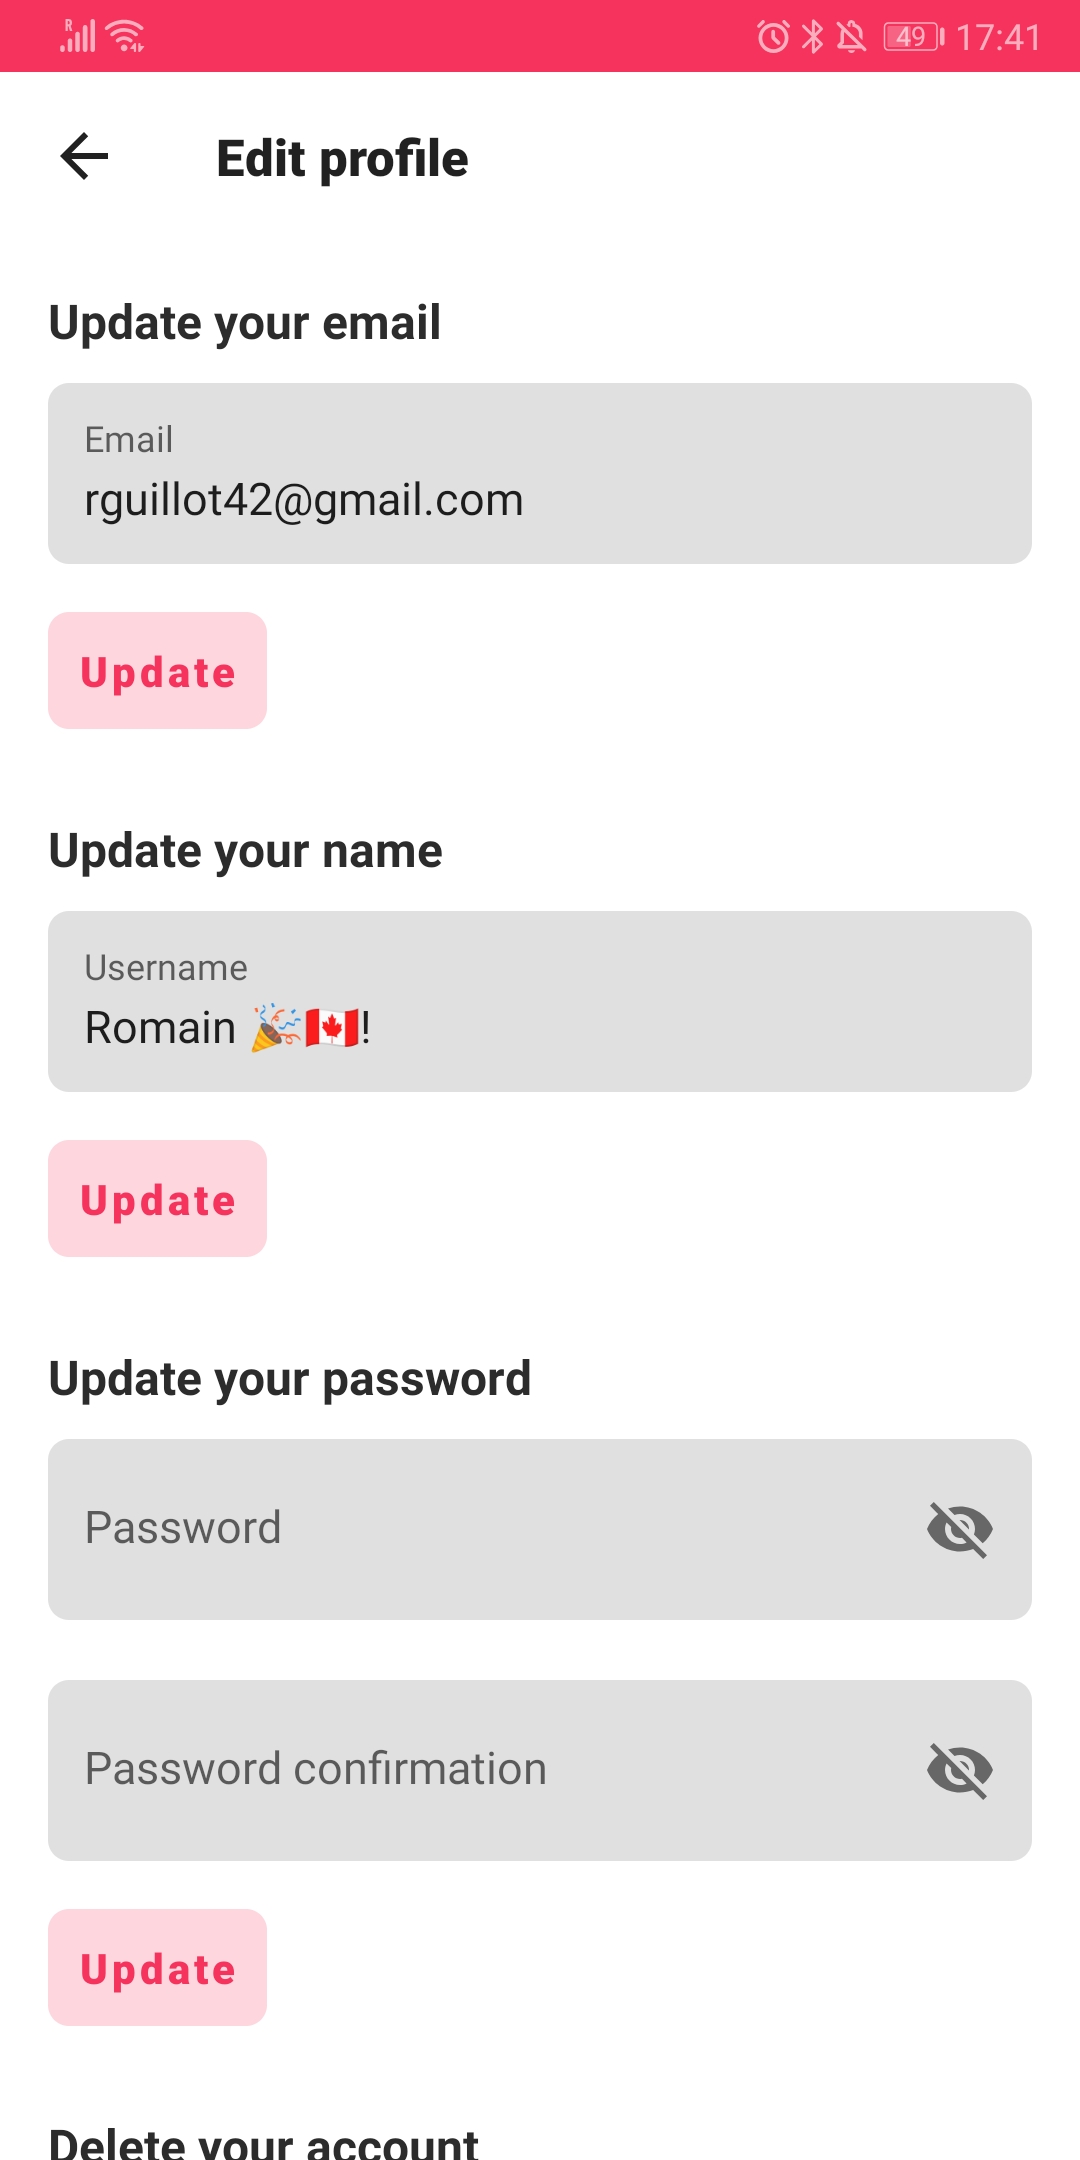 R 49 17:41
Edit profile
Update your email
Email
rguillot42@gmail.com
Update
Update your name
Username
Romain 🎉🇨🇦!
Update
Update your password
Password
Password confirmation
Update
Delete your account